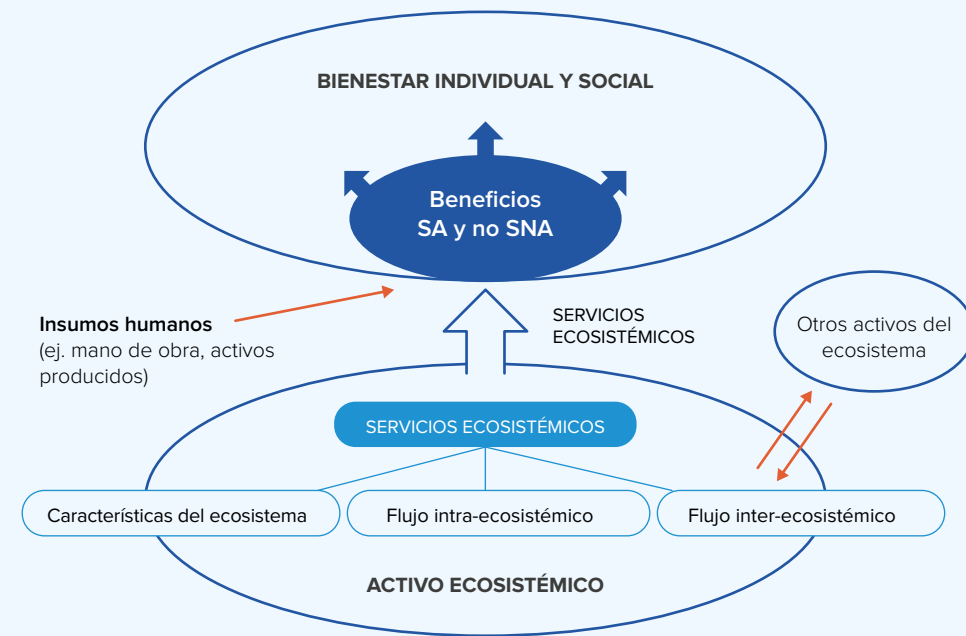 BIENESTAR INDIVIDUAL Y SOCIAL
Beneficios
SA y no SNA
Insumos humanos
(ej. mano de obra, activos
producidos)
SERVICIOS
ECOSISTÉMICOS
Otros activos del
ecosistema
SERVICIOS ECOSISTÉMICOS
Características del ecosistema
Flujo intra-ecosistémico
Flujo inter-ecosistémico
ACTIVO ECOSISTÉMICO